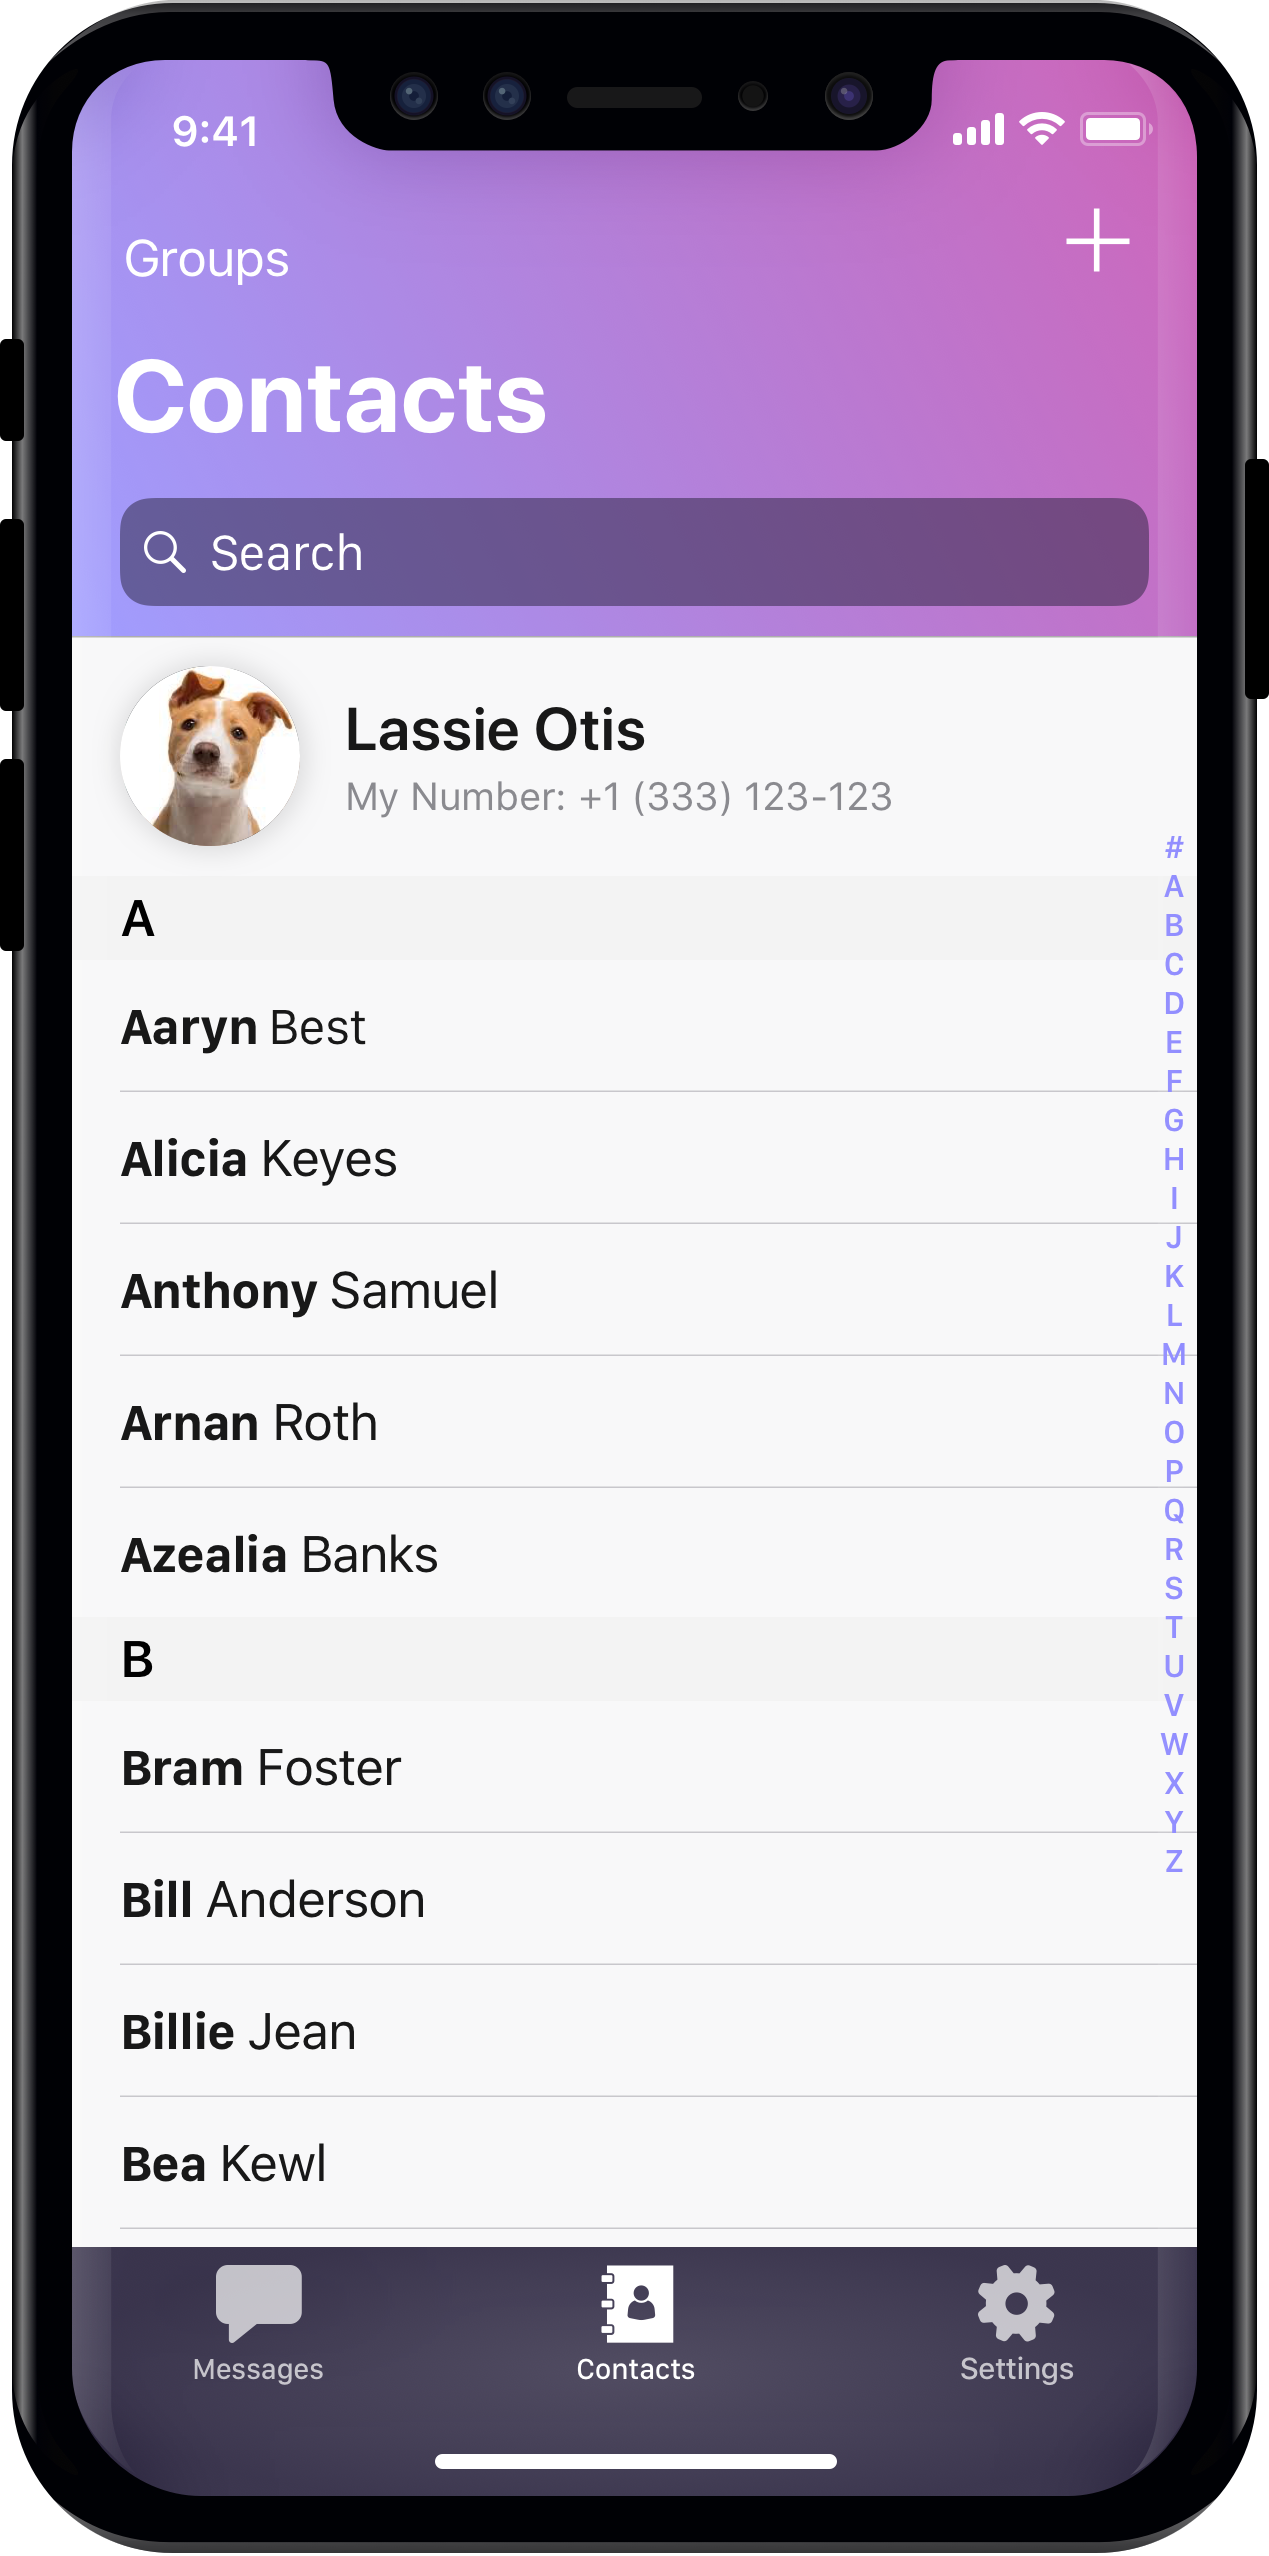 9:41
Groups
Contacts
Search
Lassie Otis
My Number: +1 (333) 123-123
#
A
A
B
C
D
Aaryn Best
E
F
G
Alicia Keyes
H
I
J
Anthony Samuel
K
L
M
N
Arnan Roth
O
P
Q
Azealia Banks
R
S
T
B
U
V
W
Bram Foster
X
Y
Z
Bill Anderson
Billie Jean
Bea Kewl
Messages Contacts Settings